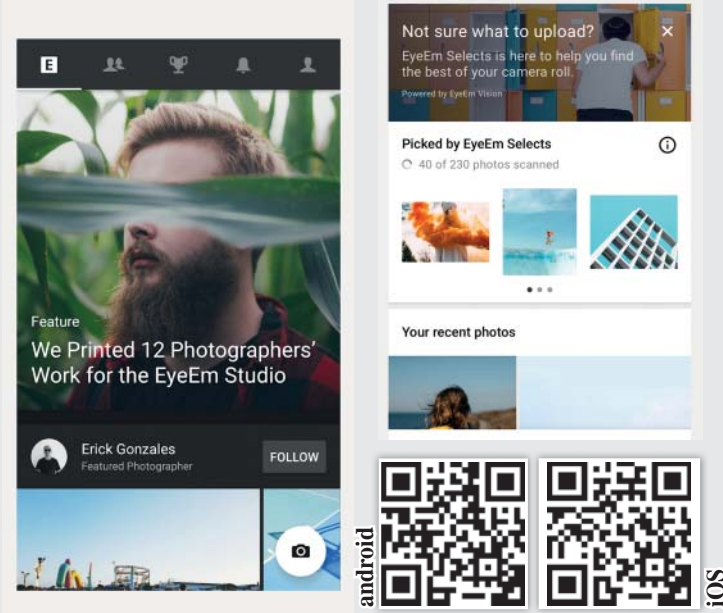 E
Feature
We Printed 12 Photographers'
Work for the EyeEm Studio
Erick Gonzales
Featured Photographer
FOLLOW
Not sure what to upload?
EyeEm Selects is here to help you find
the best of your camera roll.
Powered by EyeEm Vision
Picked by EyeEm Selects
40 of 230 photos scanned
Your recent photos
android
iOS